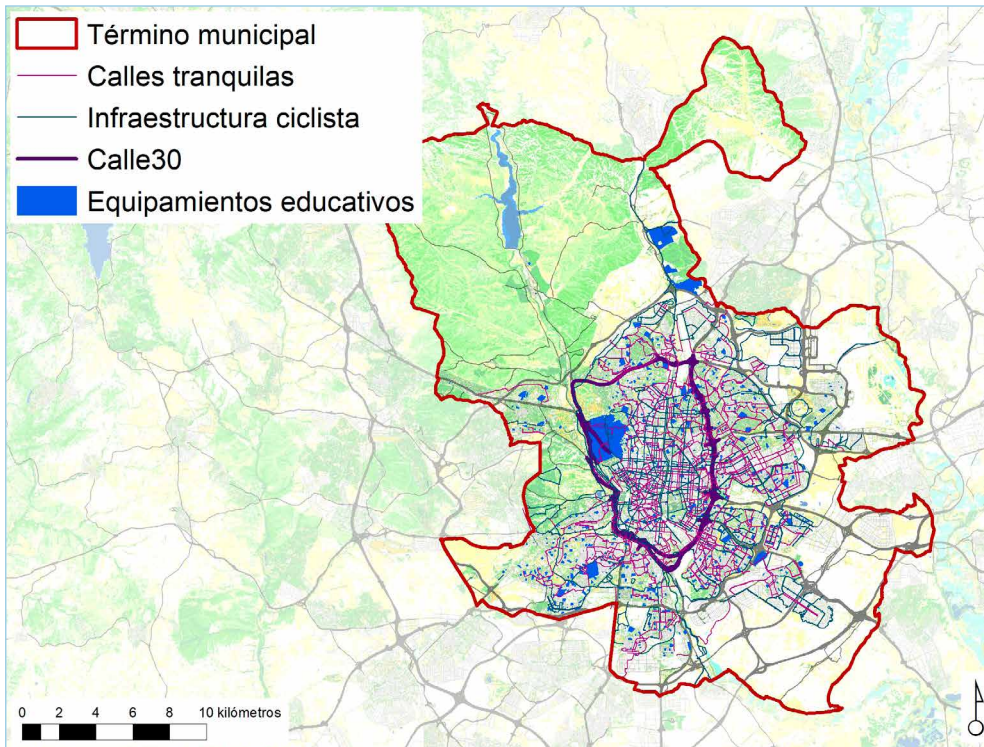 Término municipal
Calles tranquilas
Infraestructura ciclista
Calle30
Equipamientos educativos
0 2 4 6 8 10 kilómetros